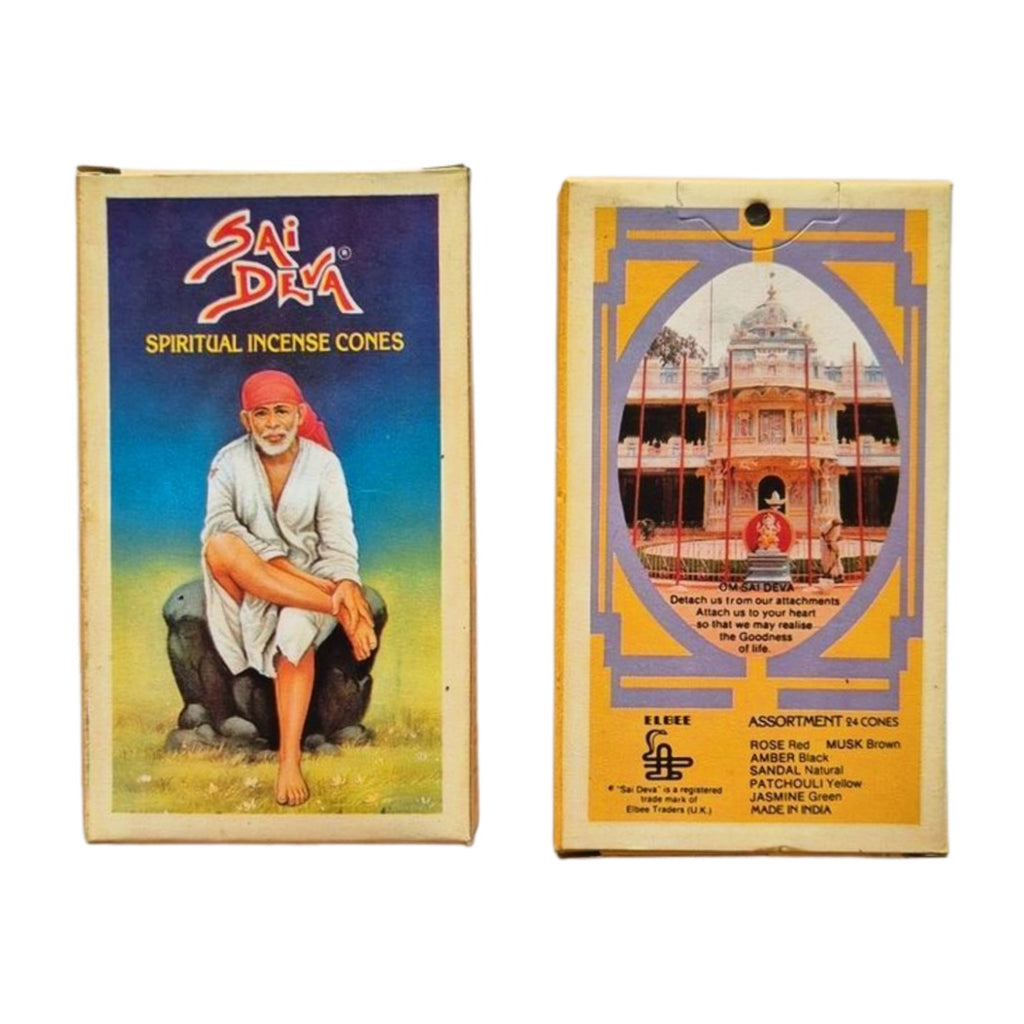 SAi
DEVA®
SPIRITUAL INCENSE CONES
OM SAI DEVA
Detach us from our attachments
Attach us to your heart
so that we may realise
the Goodness
of life.
ELBEE
® "Sai Deva" is a registered
trade mark of
Elbee Traders (U.K.)
ASSORTMENT 24 CONES
ROSE Red MUSK Brown
AMBER Black
SANDAL Natural
PATCHOULI Yellow
JASMINE Green
MADE IN INDIA